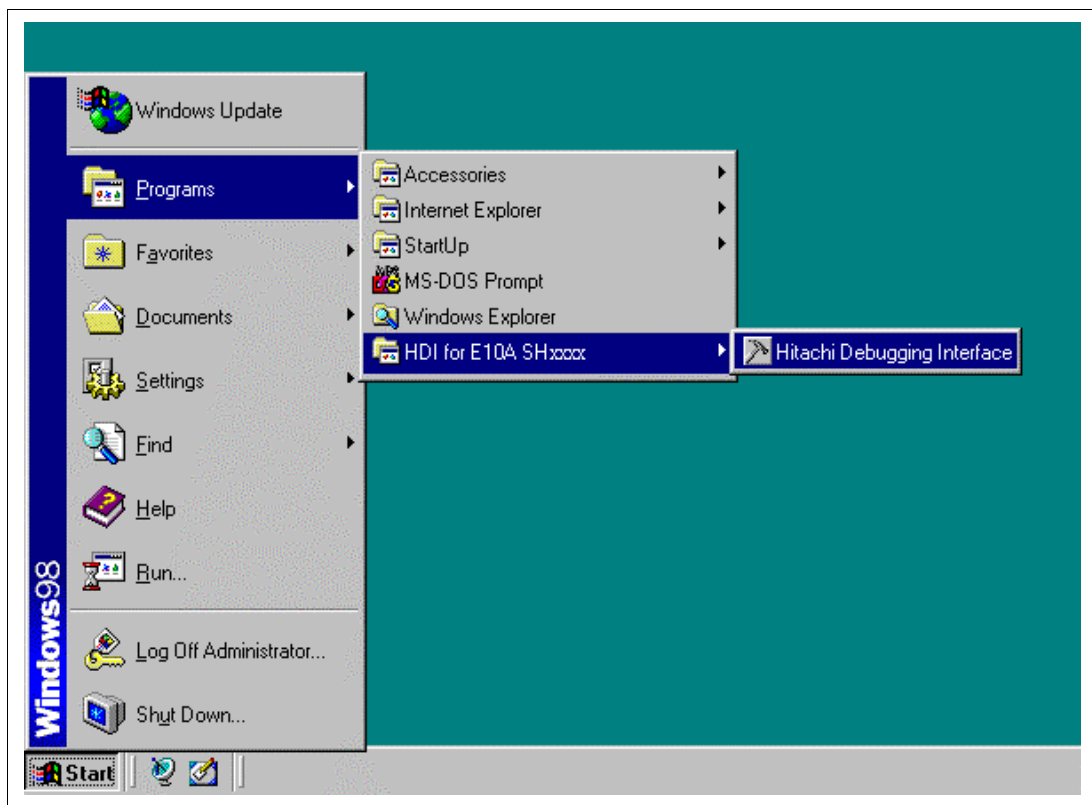 Windows Update
Programs
Favorites
Documents
Settings
Find
Help
Run...
Log Off Administrator...
Shut Down...
Windows98
Accessories
Internet Explorer
StartUp
MS-DOS Prompt
Windows Explorer
HDI for E10A SHxxxx
Hitachi Debugging Interface
Start